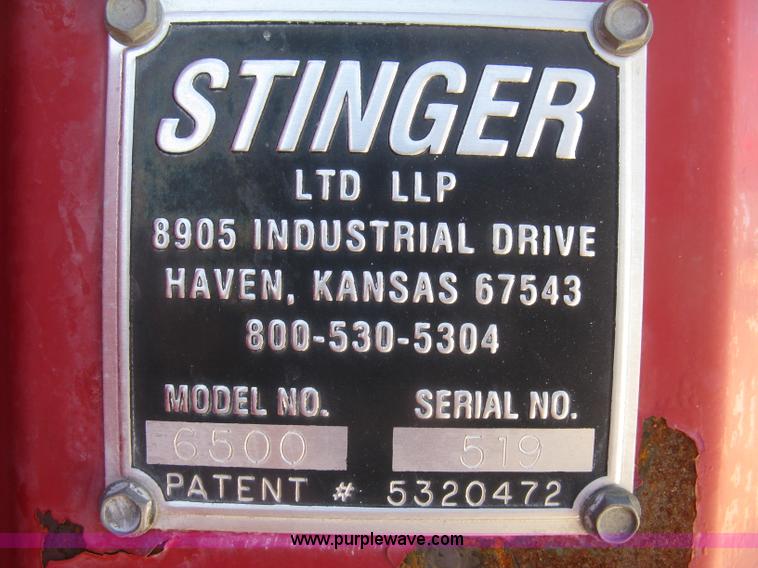 STINGER
LTD LLP
8905 INDUSTRIAL DRIVE
HAVEN, KANSAS 67543
800-530-5304
MODEL NO. SERIAL NO.
6500 519
PATENT # 5320472
www.purplewave.com